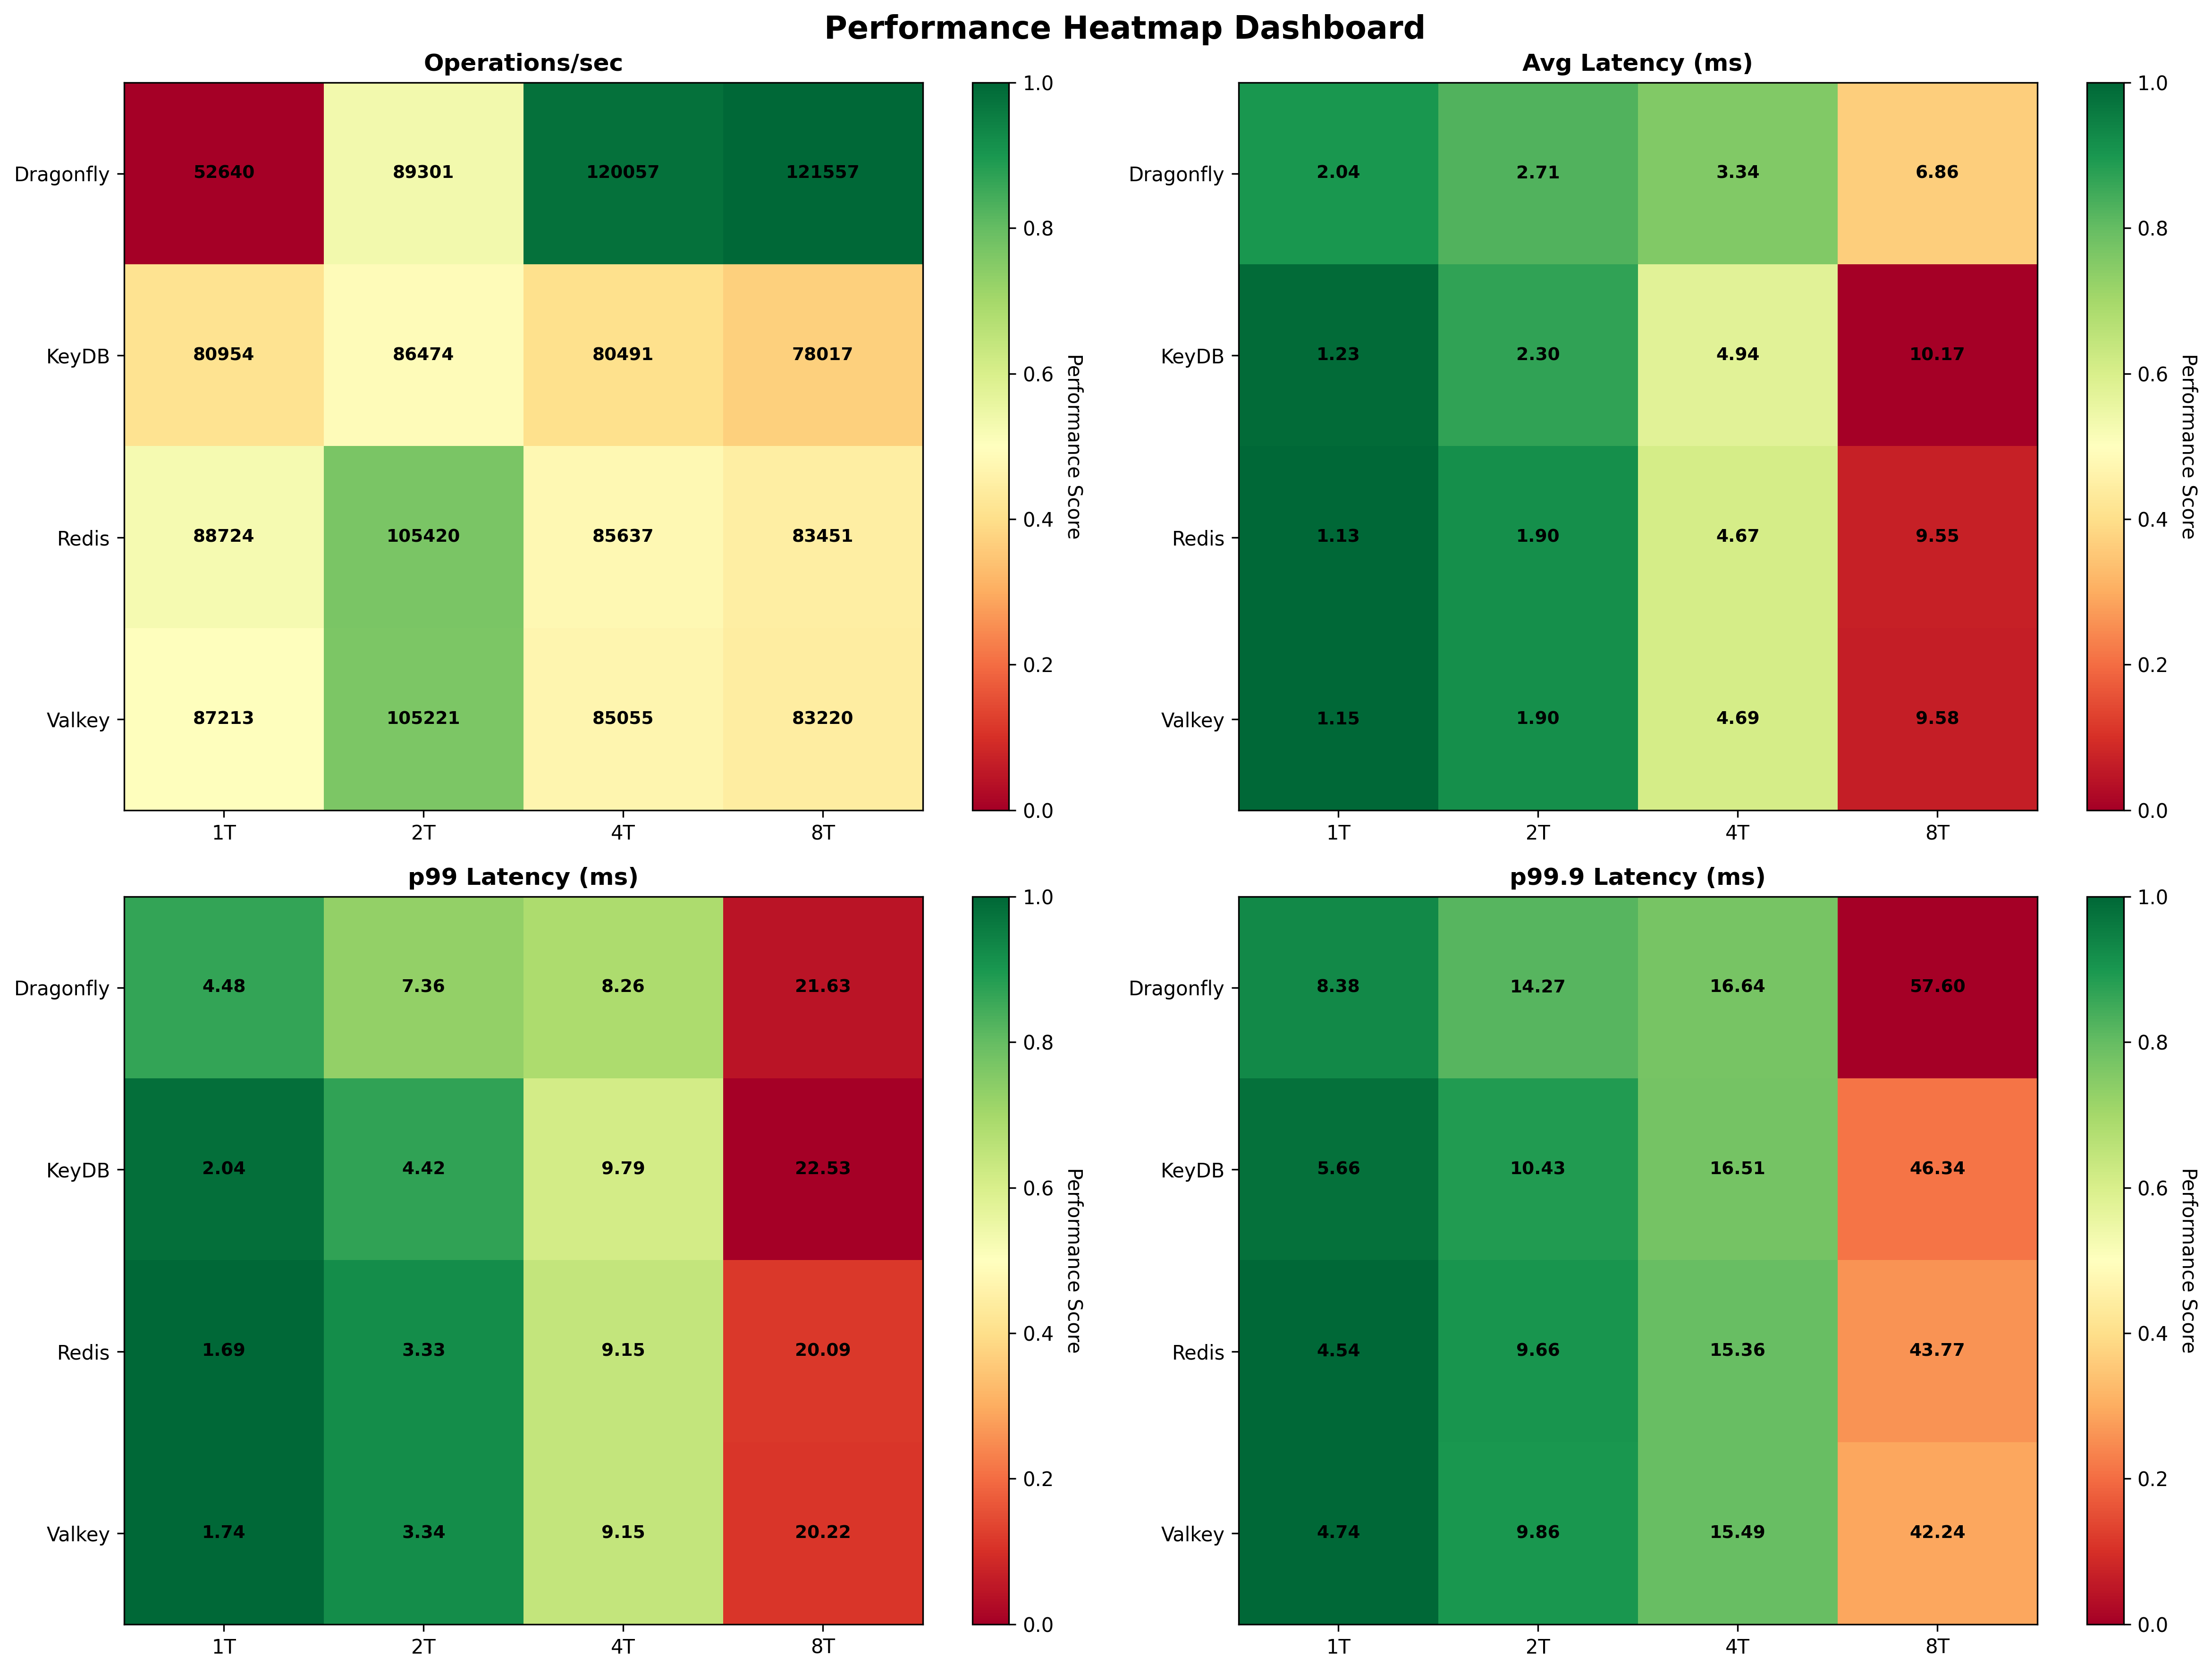 Performance Heatmap Dashboard
Operations/sec
Dragonfly 52640 89301 120057 121557
KeyDB 80954 86474 80491 78017
Redis 88724 105420 85637 83451
Valkey 87213 105221 85055 83220
1T 2T 4T 8T
1.0
0.8
0.6
0.4
0.2
0.0
Performance Score
Avg Latency (ms)
Dragonfly 2.04 2.71 3.34 6.86
KeyDB 1.23 2.30 4.94 10.17
Redis 1.13 1.90 4.67 9.55
Valkey 1.15 1.90 4.69 9.58
1T 2T 4T 8T
1.0
0.8
0.6
0.4
0.2
0.0
Performance Score
p99 Latency (ms)
Dragonfly 4.48 7.36 8.26 21.63
KeyDB 2.04 4.42 9.79 22.53
Redis 1.69 3.33 9.15 20.09
Valkey 1.74 3.34 9.15 20.22
1T 2T 4T 8T
1.0
0.8
0.6
0.4
0.2
0.0
Performance Score
p99.9 Latency (ms)
Dragonfly 8.38 14.27 16.64 57.60
KeyDB 5.66 10.43 16.51 46.34
Redis 4.54 9.66 15.36 43.77
Valkey 4.74 9.86 15.49 42.24
1T 2T 4T 8T
1.0
0.8
0.6
0.4
0.2
0.0
Performance Score